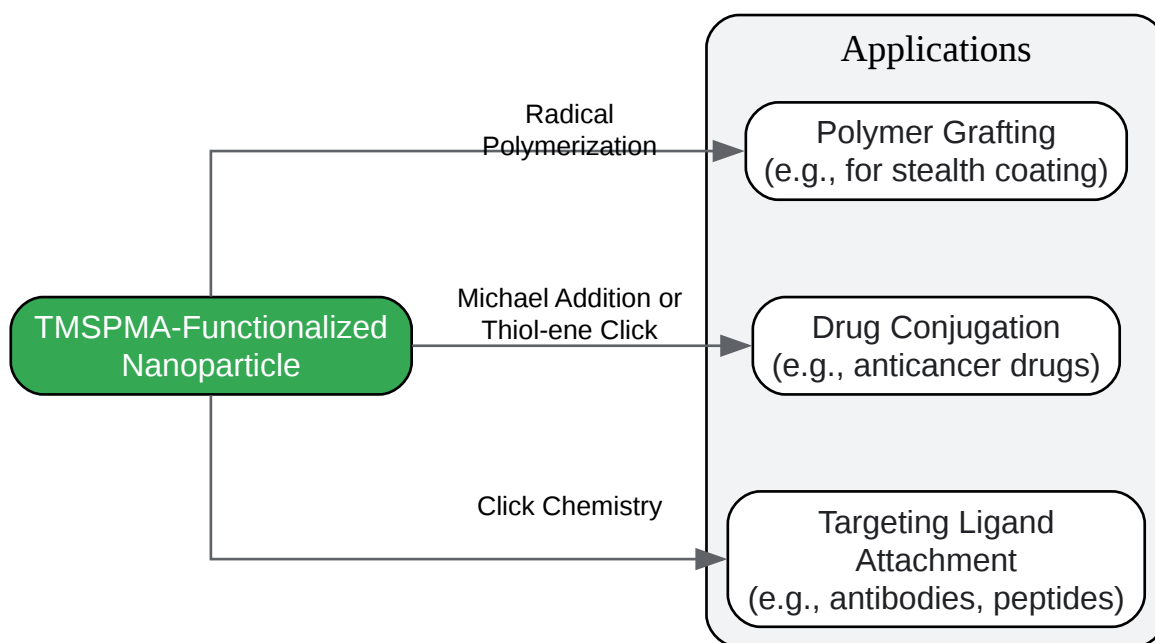 Applications
Radical
Polymerization
Polymer Grafting
(e.g., for stealth coating)
TMSPMA-Functionalized
Nanoparticle
Michael Addition or
Thiol-ene Click
Drug Conjugation
(e.g., anticancer drugs)
Click Chemistry
Targeting Ligand
Attachment
(e.g., antibodies, peptides)